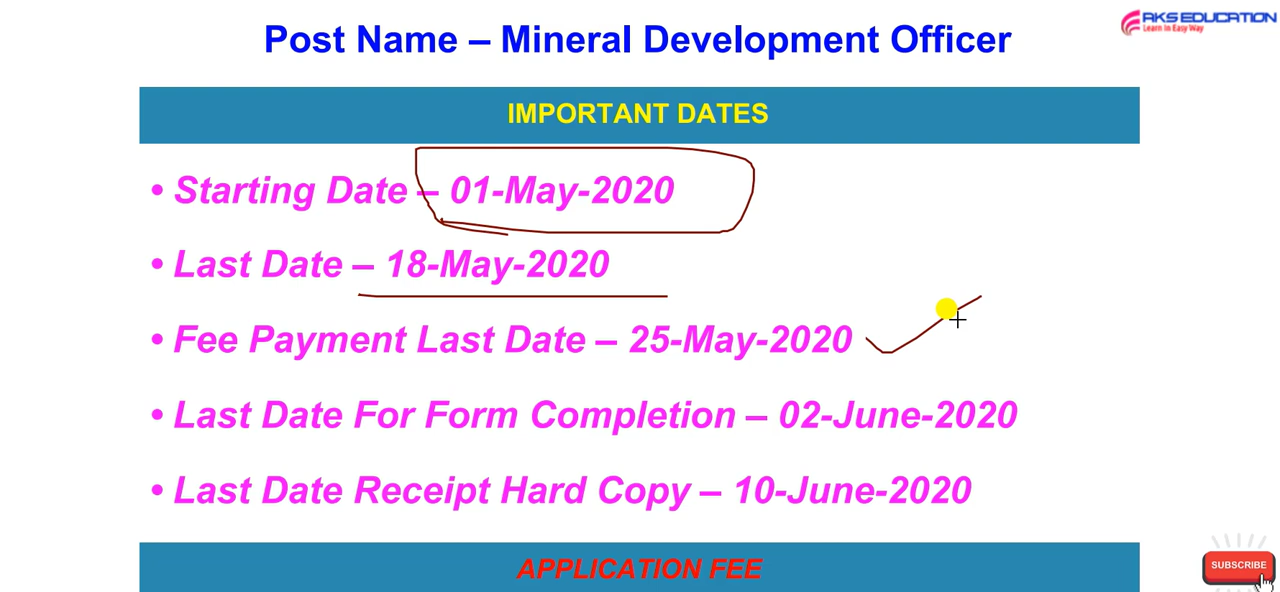 Post Name – Mineral Development Officer
AKS EDUCATION
Learn In Easy Way
IMPORTANT DATES
• Starting Date – 01-May-2020
• Last Date – 18-May-2020
• Fee Payment Last Date – 25-May-2020
• Last Date For Form Completion – 02-June-2020
• Last Date Receipt Hard Copy – 10-June-2020
APPLICATION FEE
SUBSCRIBE